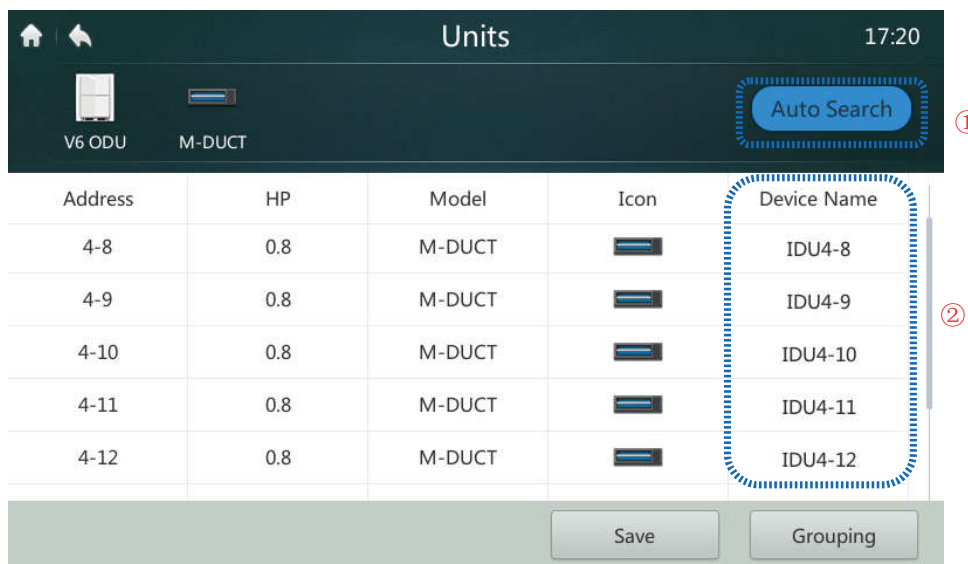 Units
17:20
V6 ODU M-DUCT
Auto Search
①
Address HP Model Icon Device Name
4-8 0.8 M-DUCT IDU4-8
4-9 0.8 M-DUCT IDU4-9
②
4-10 0.8 M-DUCT IDU4-10
4-11 0.8 M-DUCT IDU4-11
4-12 0.8 M-DUCT IDU4-12
Save Grouping